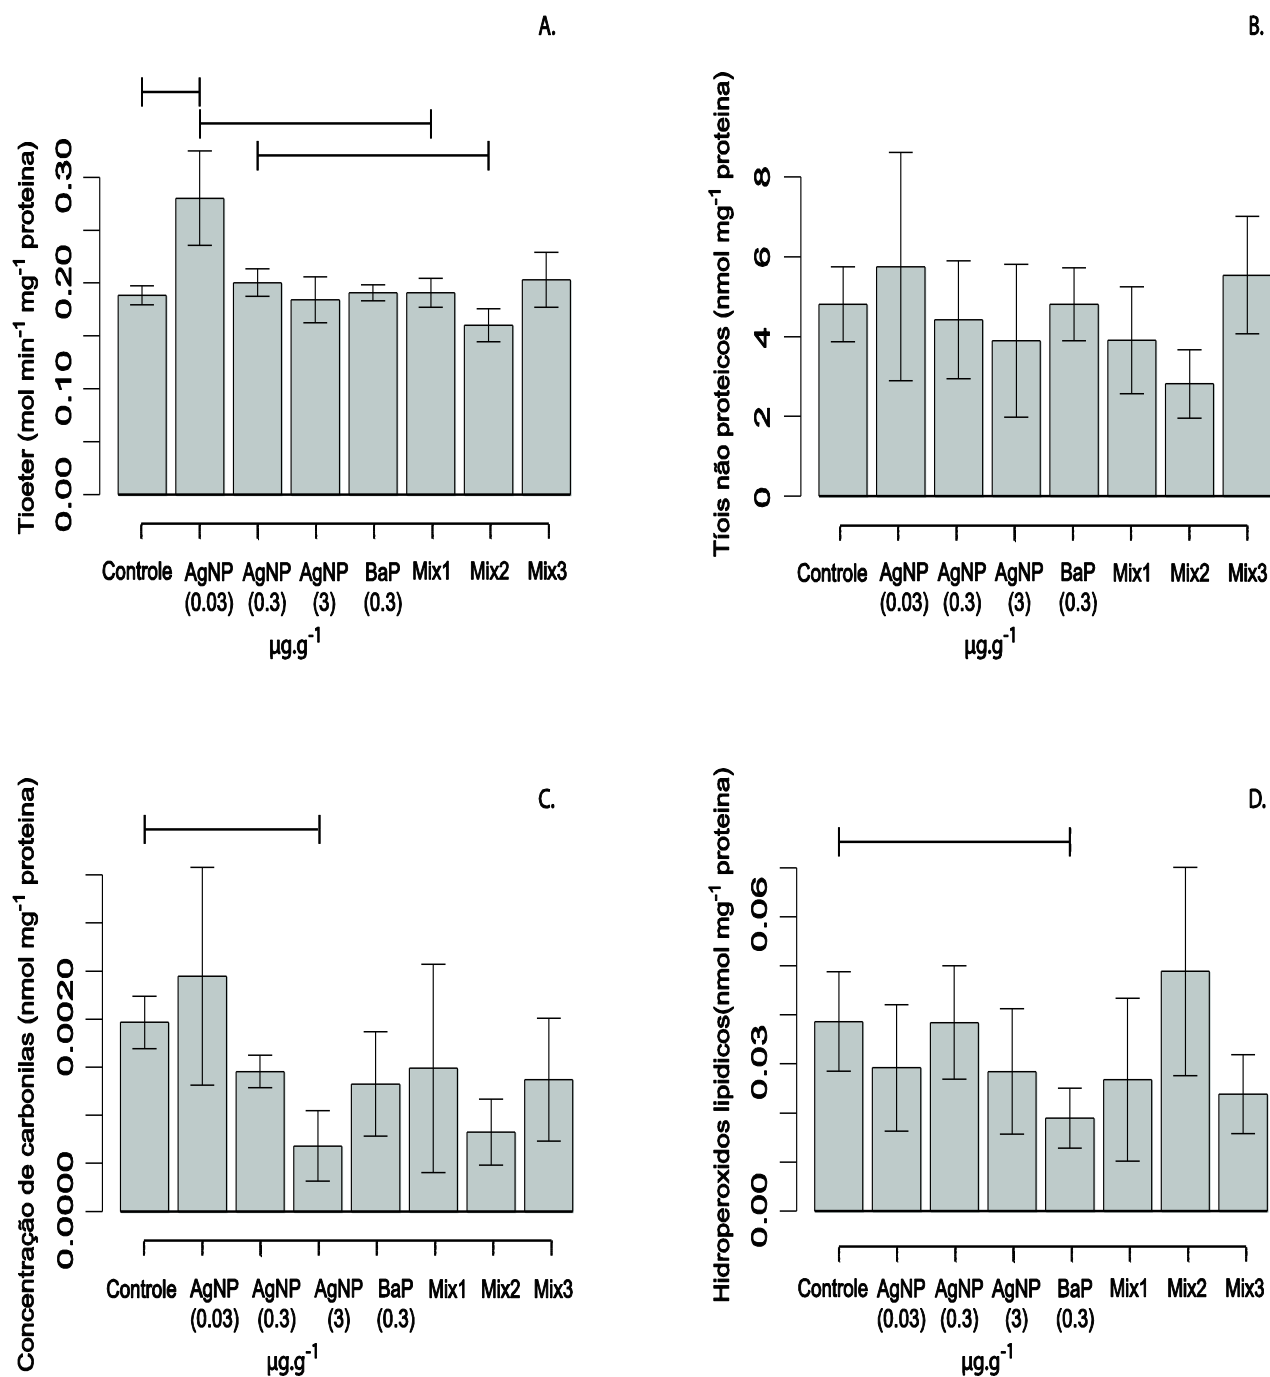 A.
Tioeter (mol min⁻¹ mg⁻¹ proteina)
0.30
0.20
0.10
0.00
Controle AgNP AgNP AgNP BaP Mix1 Mix2 Mix3
(0.03) (0.3) (3) (0.3)
µg.g⁻¹
B.
Tíois não proteicos (nmol mg⁻¹ proteina)
8
6
4
2
0
Controle AgNP AgNP AgNP BaP Mix1 Mix2 Mix3
(0.03) (0.3) (3) (0.3)
µg.g⁻¹
C.
Concentração de carbonilas (nmol mg⁻¹ proteina)
0.0020
0.0000
Controle AgNP AgNP AgNP BaP Mix1 Mix2 Mix3
(0.03) (0.3) (3) (0.3)
µg.g⁻¹
D.
Hidroperoxidos lipidicos(nmol mg⁻¹ proteina)
0.06
0.03
0.00
Controle AgNP AgNP AgNP BaP Mix1 Mix2 Mix3
(0.03) (0.3) (3) (0.3)
µg.g⁻¹